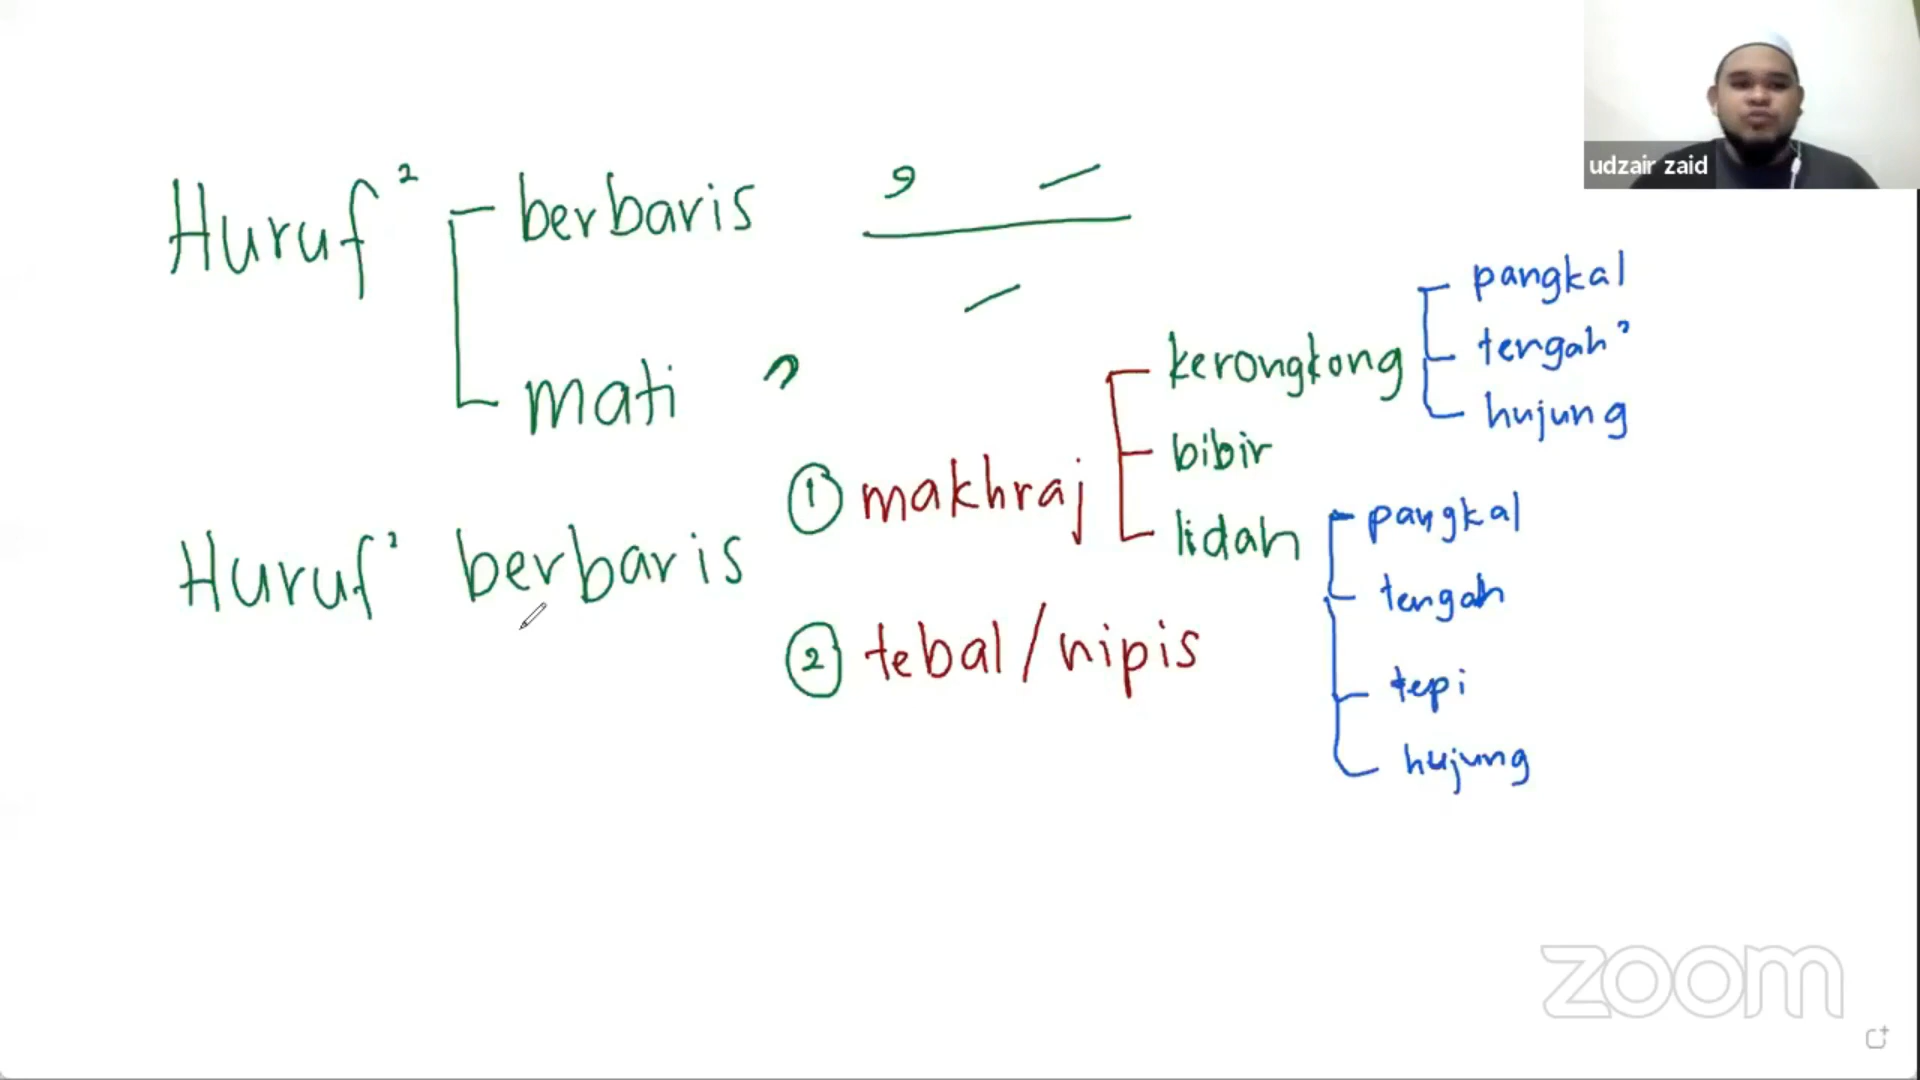 udzair zaid
Huruf² berbaris
mati
kerongkong
pangkal
tengah²
hujung
bibir
lidah
pangkal
tengah
tepi
hujung
① makhraj
Huruf² berbaris
② tebal/nipis
zoom